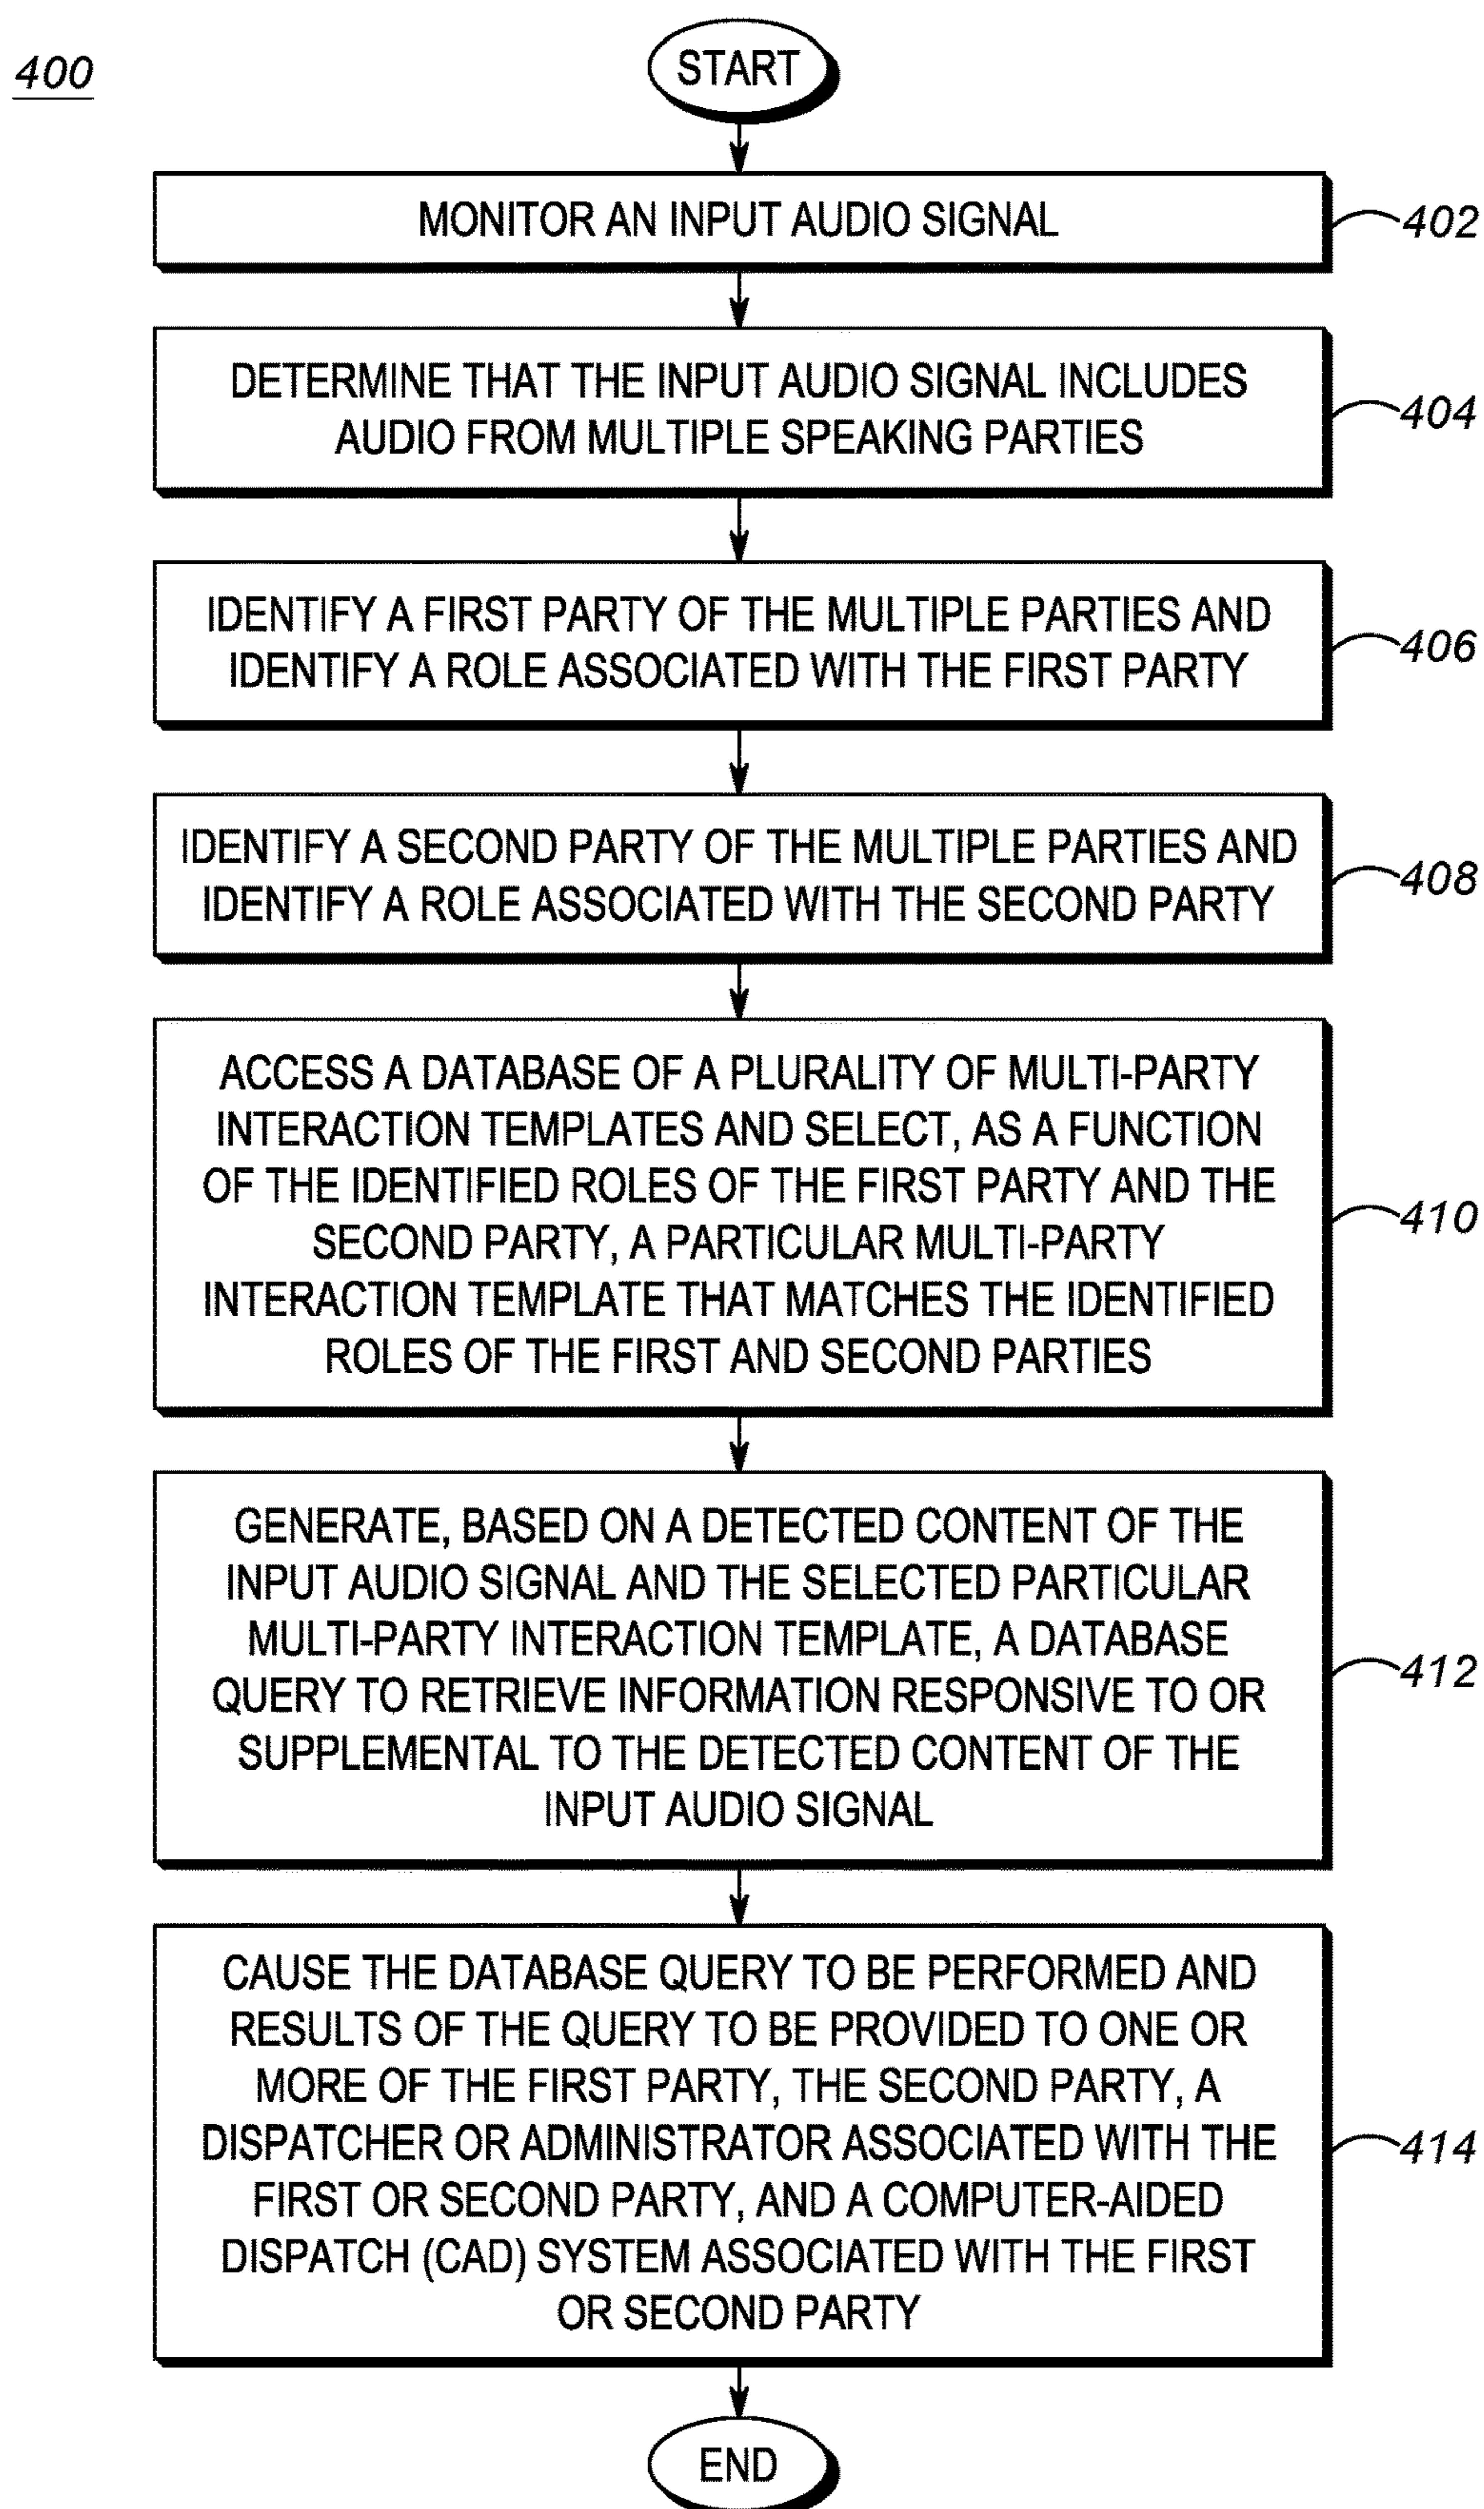 400
START
MONITOR AN INPUT AUDIO SIGNAL
402
DETERMINE THAT THE INPUT AUDIO SIGNAL INCLUDES
AUDIO FROM MULTIPLE SPEAKING PARTIES
404
IDENTIFY A FIRST PARTY OF THE MULTIPLE PARTIES AND
IDENTIFY A ROLE ASSOCIATED WITH THE FIRST PARTY
406
IDENTIFY A SECOND PARTY OF THE MULTIPLE PARTIES AND
IDENTIFY A ROLE ASSOCIATED WITH THE SECOND PARTY
408
ACCESS A DATABASE OF A PLURALITY OF MULTI-PARTY
INTERACTION TEMPLATES AND SELECT, AS A FUNCTION
OF THE IDENTIFIED ROLES OF THE FIRST PARTY AND THE
SECOND PARTY, A PARTICULAR MULTI-PARTY
INTERACTION TEMPLATE THAT MATCHES THE IDENTIFIED
ROLES OF THE FIRST AND SECOND PARTIES
410
GENERATE, BASED ON A DETECTED CONTENT OF THE
INPUT AUDIO SIGNAL AND THE SELECTED PARTICULAR
MULTI-PARTY INTERACTION TEMPLATE, A DATABASE
QUERY TO RETRIEVE INFORMATION RESPONSIVE TO OR
SUPPLEMENTAL TO THE DETECTED CONTENT OF THE
INPUT AUDIO SIGNAL
412
CAUSE THE DATABASE QUERY TO BE PERFORMED AND
RESULTS OF THE QUERY TO BE PROVIDED TO ONE OR
MORE OF THE FIRST PARTY, THE SECOND PARTY, A
DISPATCHER OR ADMINISTRATOR ASSOCIATED WITH THE
FIRST OR SECOND PARTY, AND A COMPUTER-AIDED
DISPATCH (CAD) SYSTEM ASSOCIATED WITH THE FIRST
OR SECOND PARTY
414
END